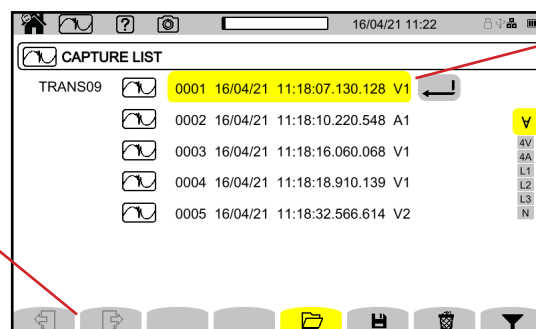 ? 16/04/21 11:22
CAPTURE LIST
TRANS09 0001 16/04/21 11:18:07.130.128 V1
0002 16/04/21 11:18:10.220.548 A1
0003 16/04/21 11:18:16.060.068 V1
0004 16/04/21 11:18:18.910.139 V1
0005 16/04/21 11:18:32.566.614 V2
∀
4V
4A
L1
L2
L3
N